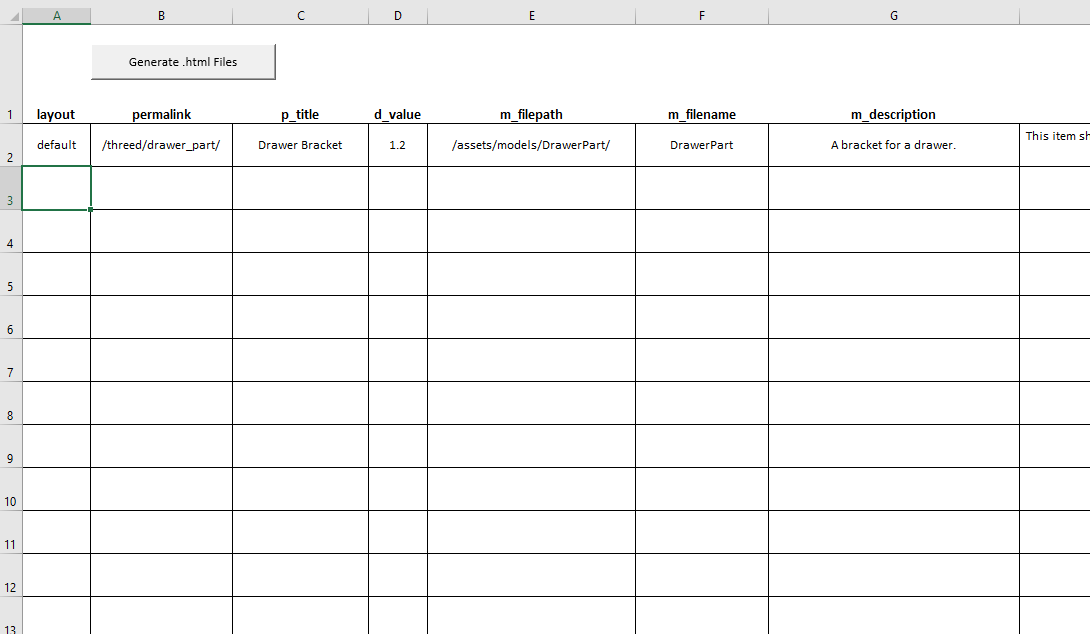 A B C D E F G
Generate .html Files
1 layout permalink p_title d_value m_filepath m_filename m_description
2 default /threed/drawer_part/ Drawer Bracket 1.2 /assets/models/DrawerPart/ DrawerPart A bracket for a drawer. This item sh
3
4
5
6
7
8
9
10
11
12
13